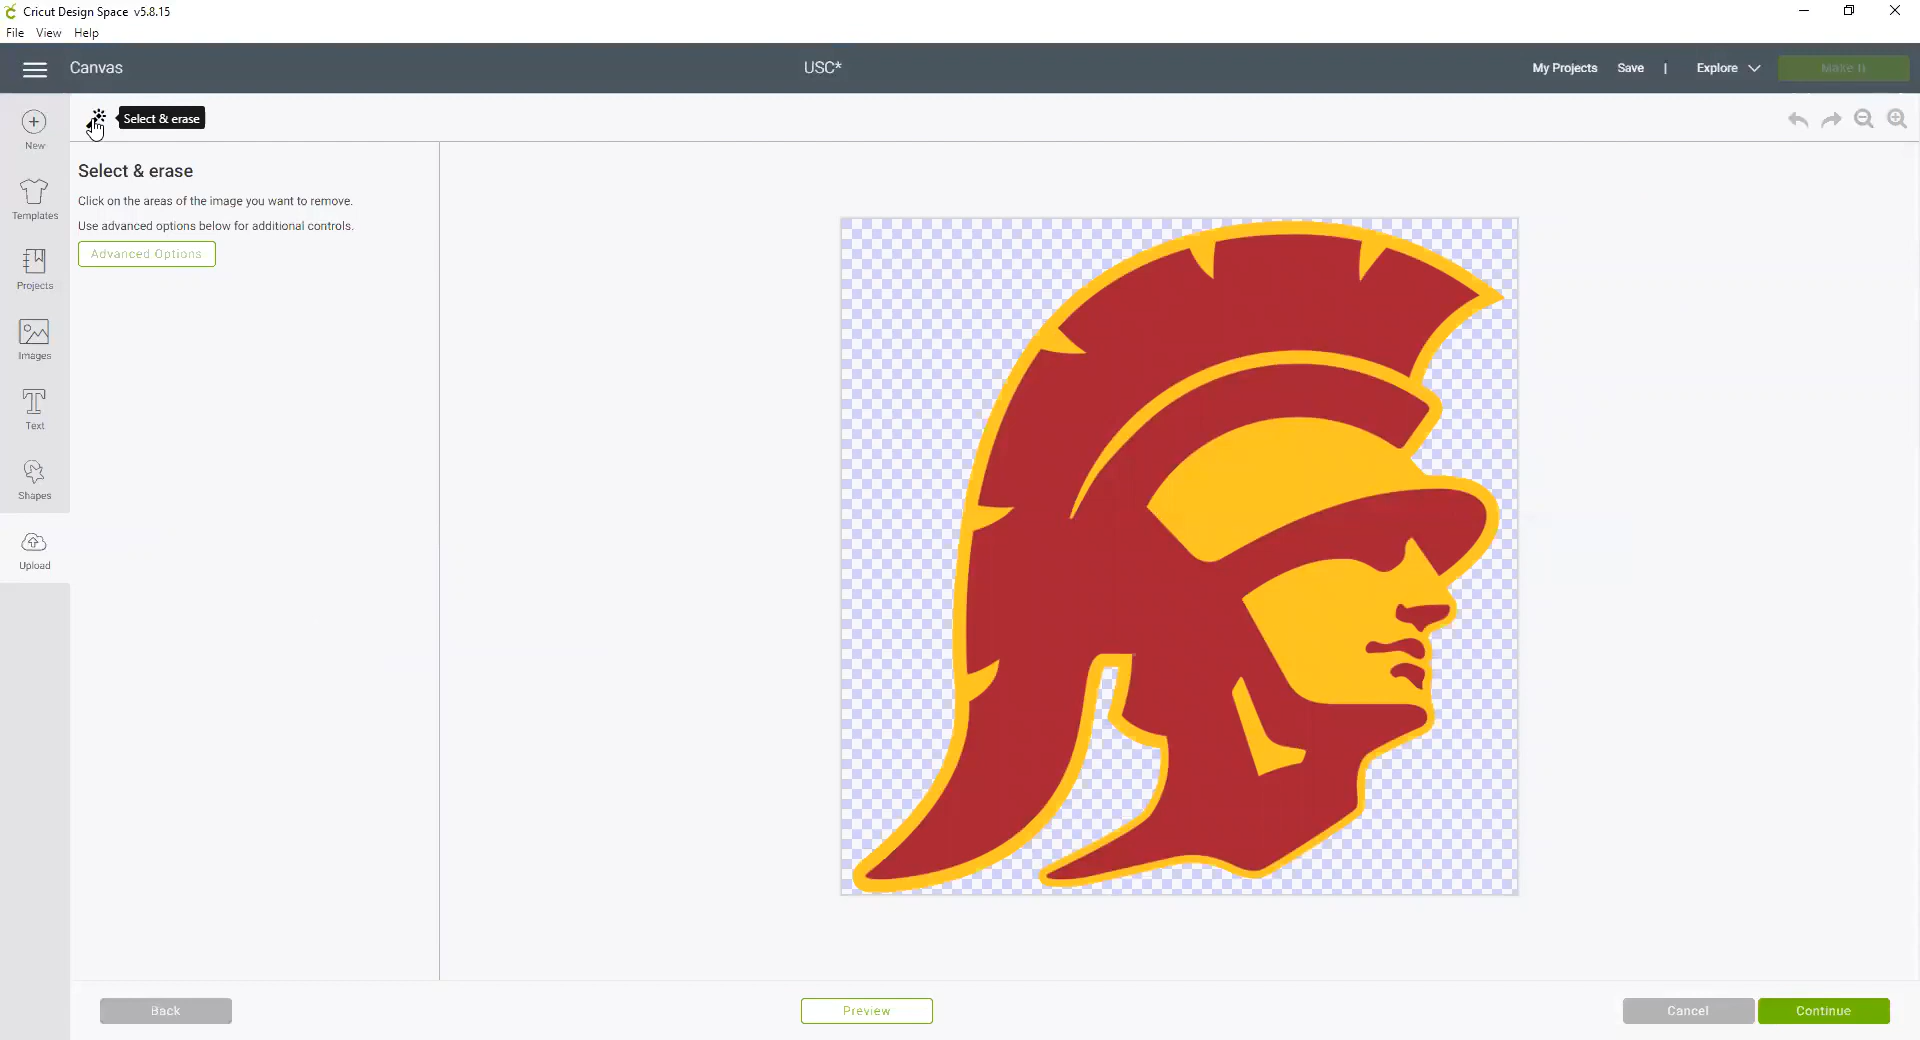 Cricut Design Space v5.8.15
File View Help
Canvas
USC*
My Projects Save | Explore
Make It
New
Select & erase
Templates
Projects
Images
Text
Shapes
Upload
Select & erase
Click on the areas of the image you want to remove.
Use advanced options below for additional controls.
Advanced Options
Back
Preview
Cancel
Continue